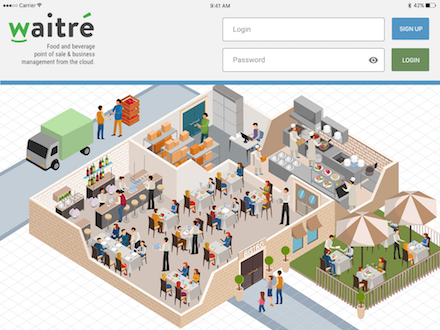 Carrier
9:41 AM
42%
waitré
Food and beverage
point of sale & business
management from the cloud.
Login
SIGN UP
Password
LOGIN